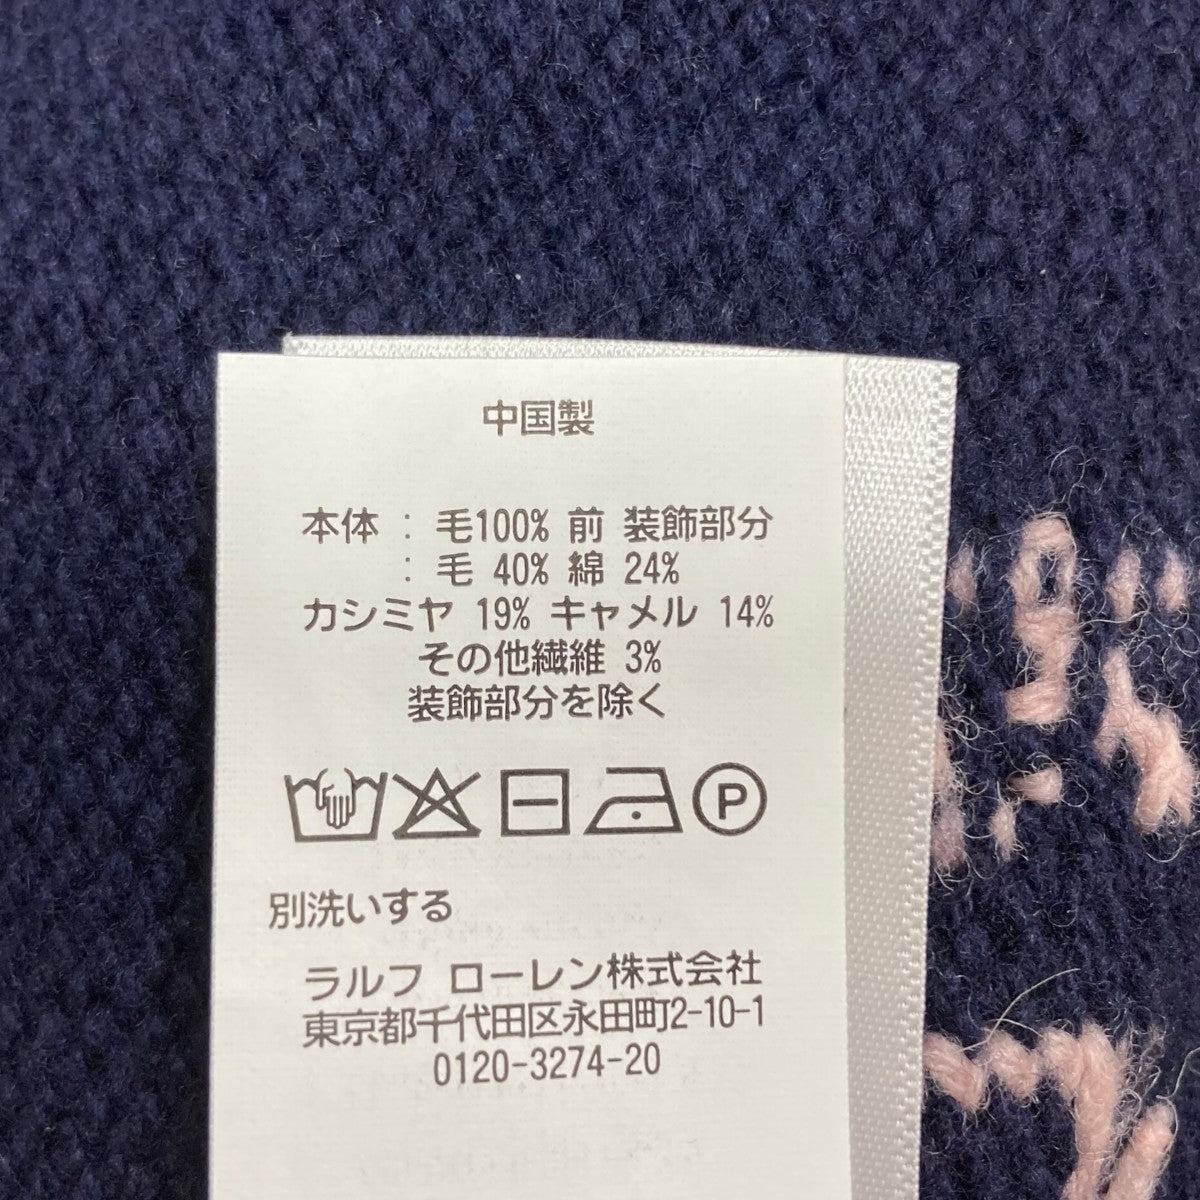 中国製
本体 : 毛100% 前 装飾部分
: 毛 40% 綿 24%
カシミヤ 19% キャメル 14%
その他繊維 3%
装飾部分を除く
P
別洗いする
ラルフ ローレン株式会社
東京都千代田区永田町2-10-1
0120-3274-20